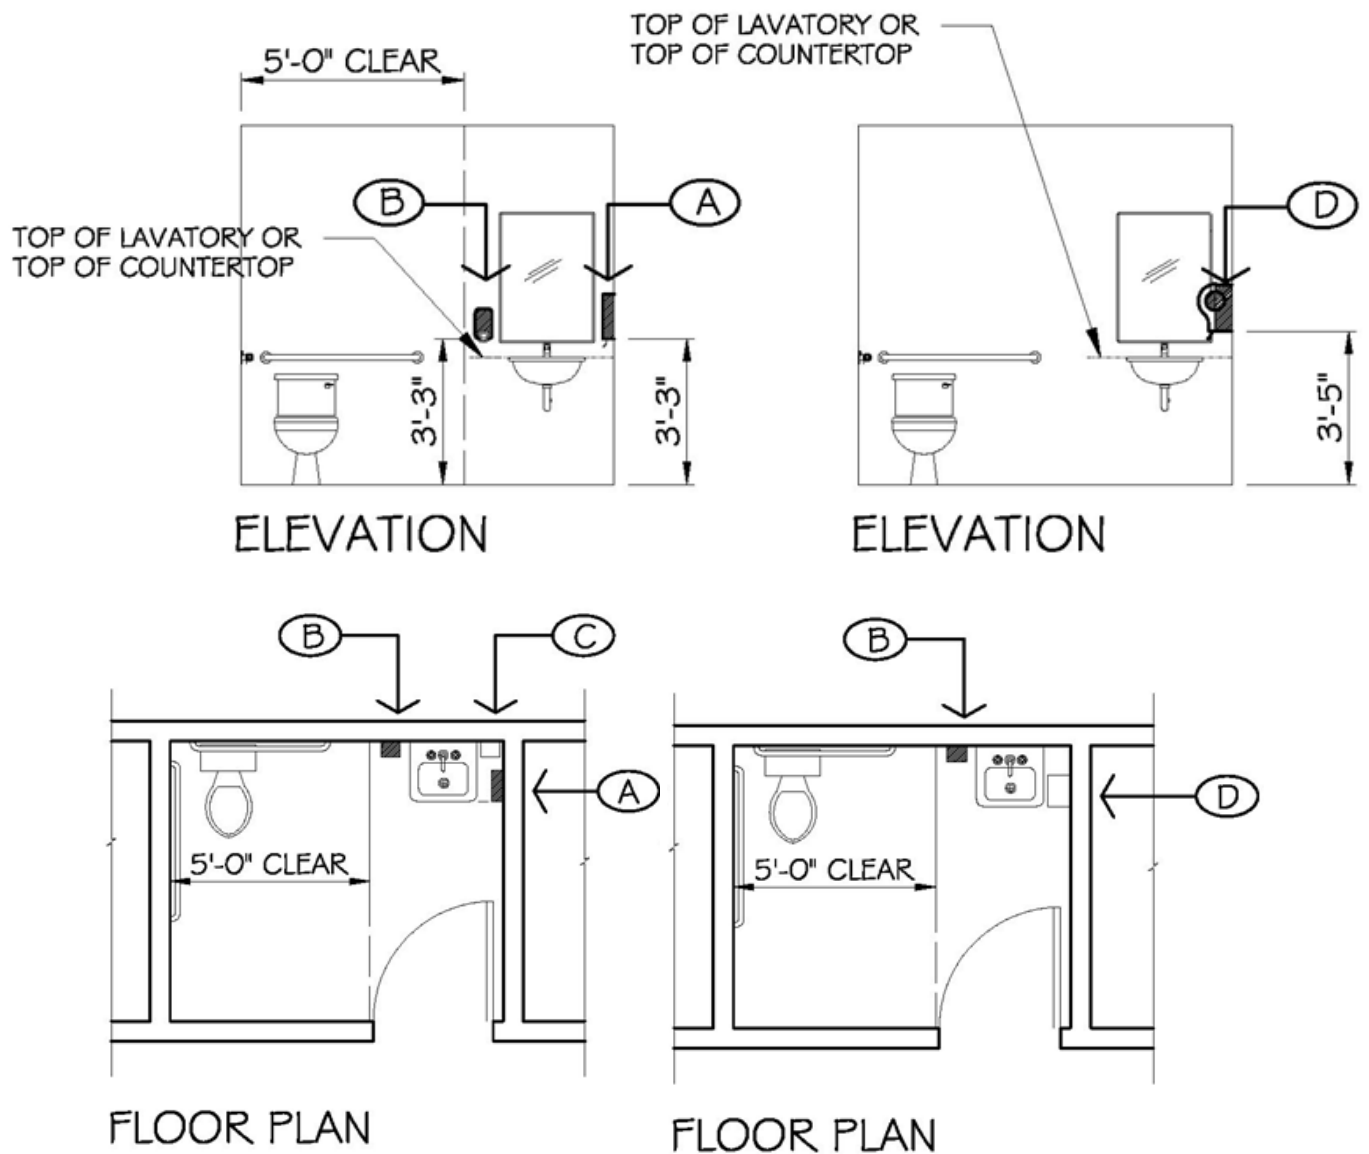 TOP OF LAVATORY OR
TOP OF COUNTERTOP
5'-0" CLEAR
B
A
D
TOP OF LAVATORY OR
TOP OF COUNTERTOP
3'-3"
3'-3"
3'-5"
ELEVATION
ELEVATION
B
C
B
A
D
5'-0" CLEAR
5'-0" CLEAR
FLOOR PLAN
FLOOR PLAN